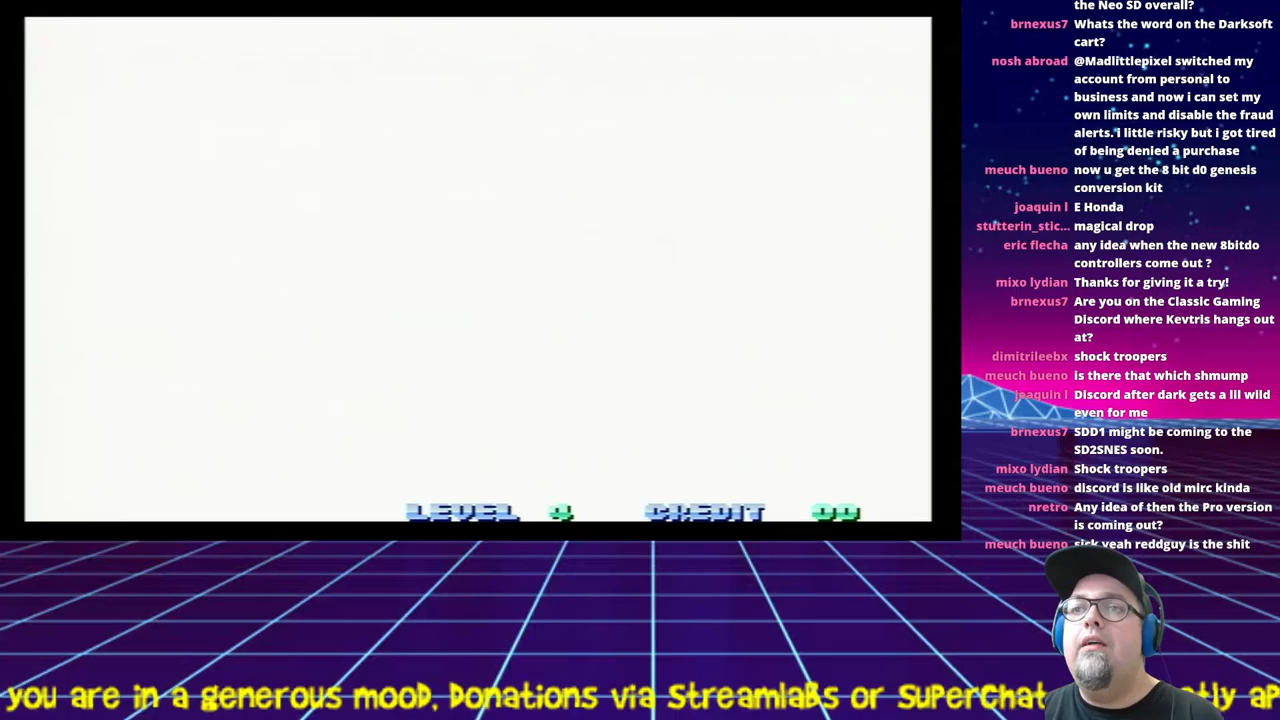 the Neo SD overall?
brnexus7 Whats the word on the Darksoft
cart?
nosh abroad @Madlittlepixel switched my
account from personal to
business and now i can set my
own limits and disable the fraud
alerts. i little risky but i got tired
of being denied a purchase
meuch bueno now u get the 8 bit d0 genesis
conversion kit
joaquin l E Honda
stutterin_stic... magical drop
eric flecha any idea when the new 8bitdo
controllers come out ?
mixo lydian Thanks for giving it a try!
brnexus7 Are you on the Classic Gaming
Discord where Kevtris hangs out
at?
dimitrileebx shock troopers
meuch bueno is there that which shmump
joaquin l Discord after dark gets a lil wild
even for me
brnexus7 SDD1 might be coming to the
SD2SNES soon.
mixo lydian Shock troopers
meuch bueno discord is like old mirc kinda
nretro Any idea of then the Pro version
is coming out?
meuch bueno sick yeah reddguy is the shit
LEVEL 4 CREDIT 00
you are in a generous mood. Donations via StreamlaBs or SuPerChat